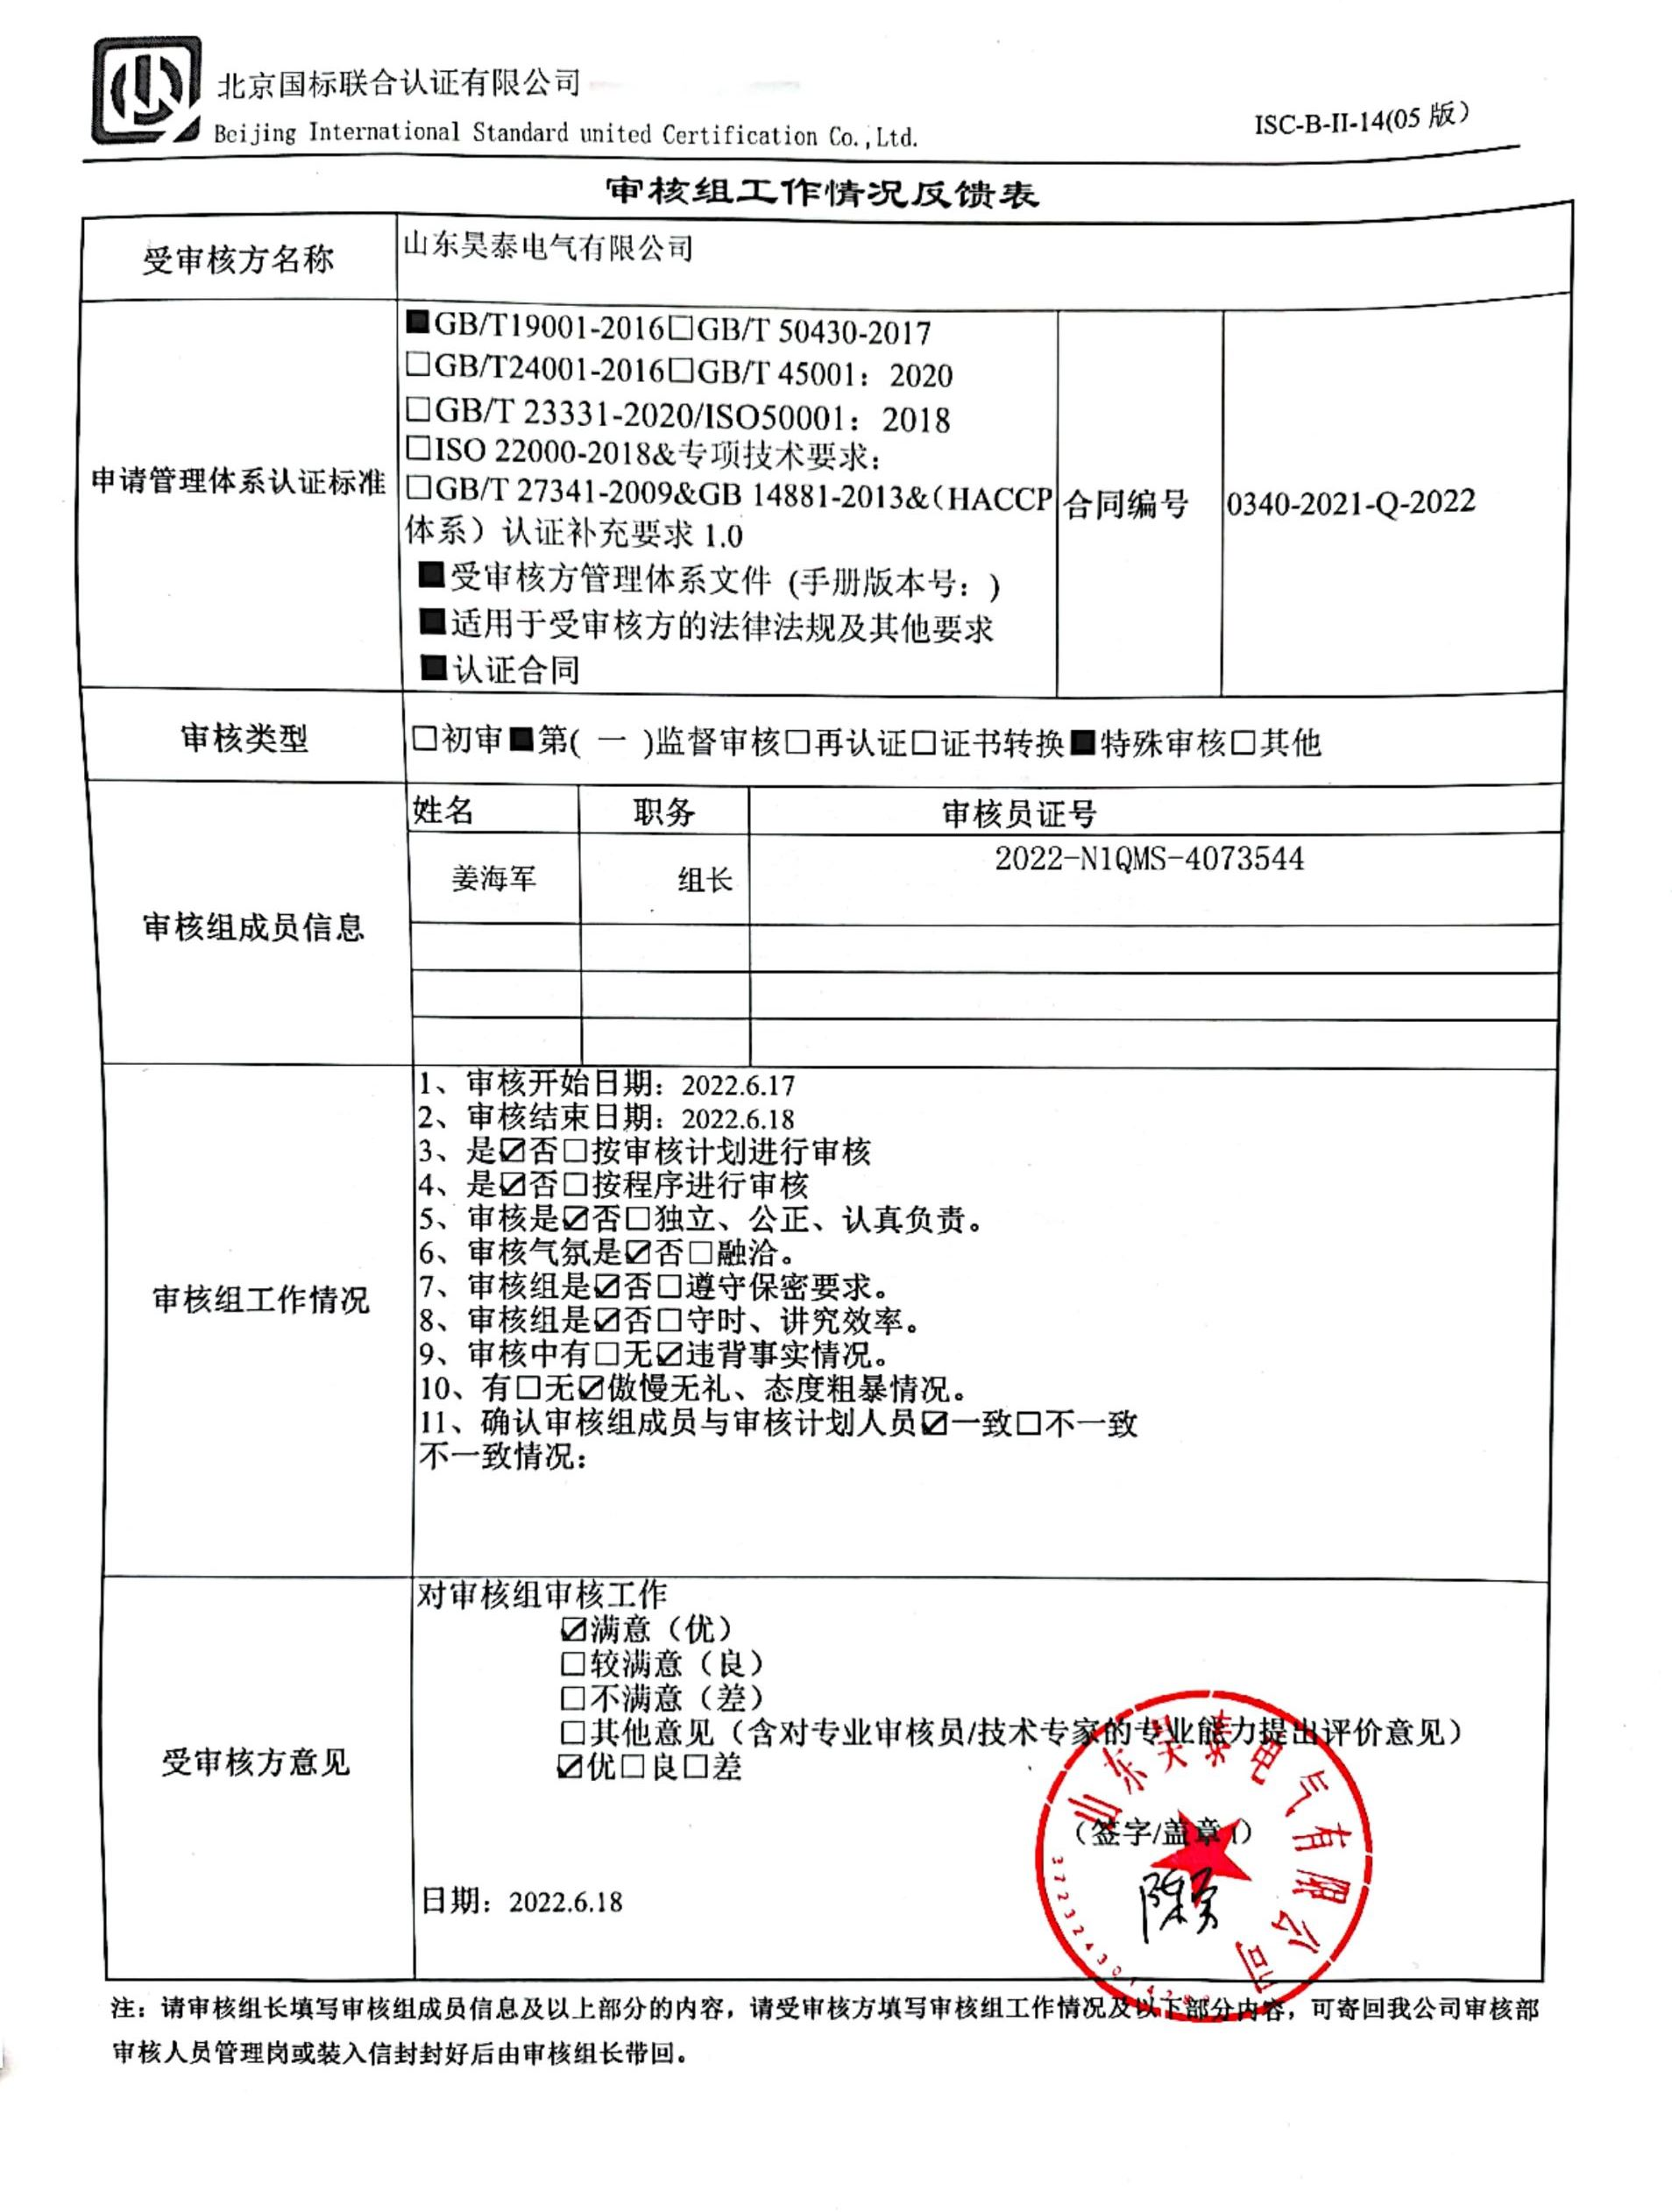 北京国标联合认证有限公司
Beijing International Standard united Certification Co.,Ltd.
ISC-B-II-14(05 版)
审核组工作情况反馈表
受审核方名称
山东昊泰电气有限公司
申请管理体系认证标准
■GB/T19001-2016□GB/T 50430-2017
□GB/T24001-2016□GB/T 45001：2020
□GB/T 23331-2020/ISO50001：2018
□ISO 22000-2018&专项技术要求：
□GB/T 27341-2009&GB 14881-2013&（HACCP
体系）认证补充要求 1.0
■受审核方管理体系文件 (手册版本号：)
■适用于受审核方的法律法规及其他要求
■认证合同
合同编号
0340-2021-Q-2022
审核类型
□初审■第( 一 )监督审核□再认证□证书转换■特殊审核□其他
审核组成员信息
姓名 职务 审核员证号
姜海军 组长 2022-N1QMS-4073544
审核组工作情况
1、审核开始日期：2022.6.17
2、审核结束日期：2022.6.18
3、是☑否□按审核计划进行审核
4、是☑否□按程序进行审核
5、审核是☑否□独立、公正、认真负责。
6、审核气氛是☑否□融洽。
7、审核组是☑否□遵守保密要求。
8、审核组是☑否□守时、讲究效率。
9、审核中有□无☑违背事实情况。
10、有□无☑傲慢无礼、态度粗暴情况。
11、确认审核组成员与审核计划人员☑一致□不一致
不一致情况：
受审核方意见
对审核组审核工作
☑满意（优）
□较满意（良）
□不满意（差）
□其他意见（含对专业审核员/技术专家的专业能力提出评价意见）
☑优□良□差
（签字/盖章）
山东昊泰电气有限公司
日期：2022.6.18
注：请审核组长填写审核组成员信息及以上部分的内容，请受审核方填写审核组工作情况及以下部分内容，可寄回我公司审核部
审核人员管理岗或装入信封封好后由审核组长带回。